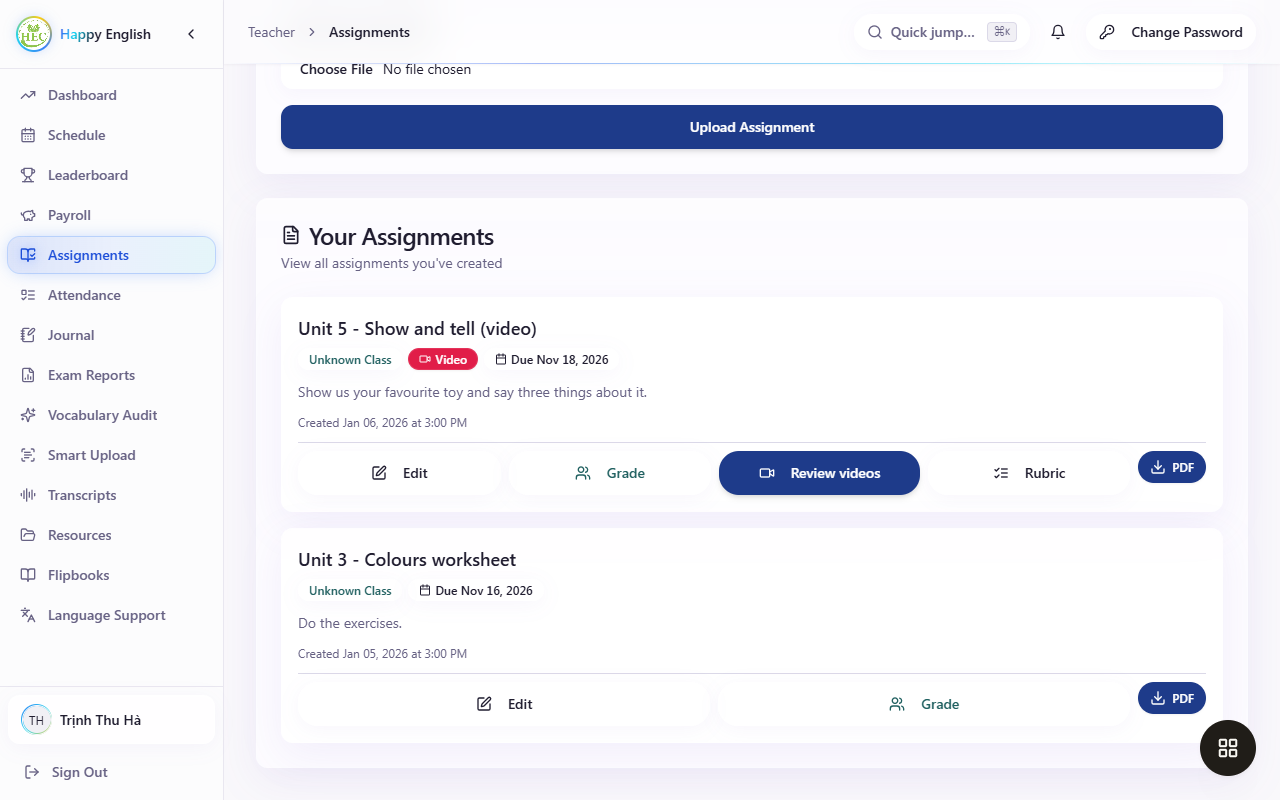 HEC
Happy English
Teacher
Assignments
Quick jump...
⌘K
Change Password
Dashboard
Schedule
Leaderboard
Payroll
Assignments
Attendance
Journal
Exam Reports
Vocabulary Audit
Smart Upload
Transcripts
Resources
Flipbooks
Language Support
TH
Trịnh Thu Hà
Sign Out
Choose File No file chosen
Upload Assignment
Your Assignments
View all assignments you've created
Unit 5 - Show and tell (video)
Unknown Class
Video
Due Nov 18, 2026
Show us your favourite toy and say three things about it.
Created Jan 06, 2026 at 3:00 PM
Edit
Grade
Review videos
Rubric
PDF
Unit 3 - Colours worksheet
Unknown Class
Due Nov 16, 2026
Do the exercises.
Created Jan 05, 2026 at 3:00 PM
Edit
Grade
PDF